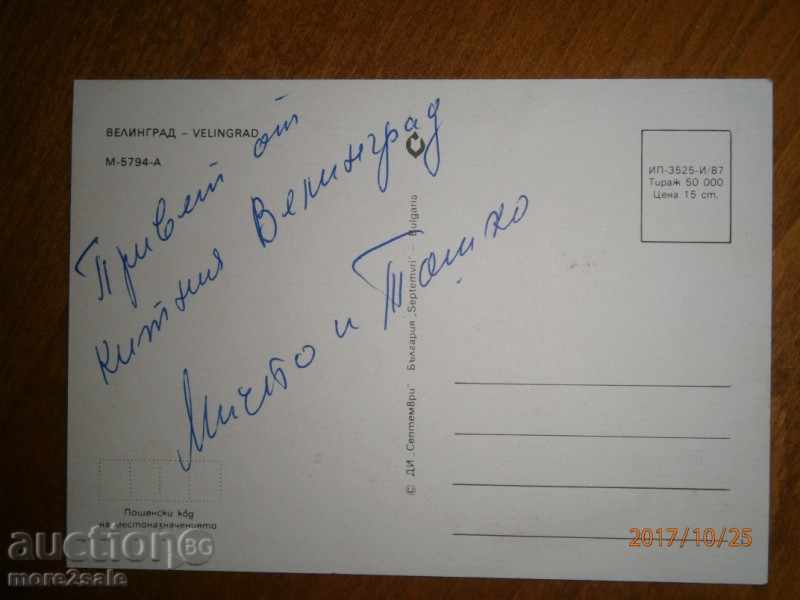 ВЕЛИНГРАД – VELINGRAD
М-5794-А
Привет от
китния Велинград
и Тошко
ИП-3525-И/87
Тираж 50 000
Цена 15 ст.
© ДИ „Септември" България „Septemvri" – Bulgaria
Пощенски код
на местоназначението
2017/10/25
auction BG
more2sale